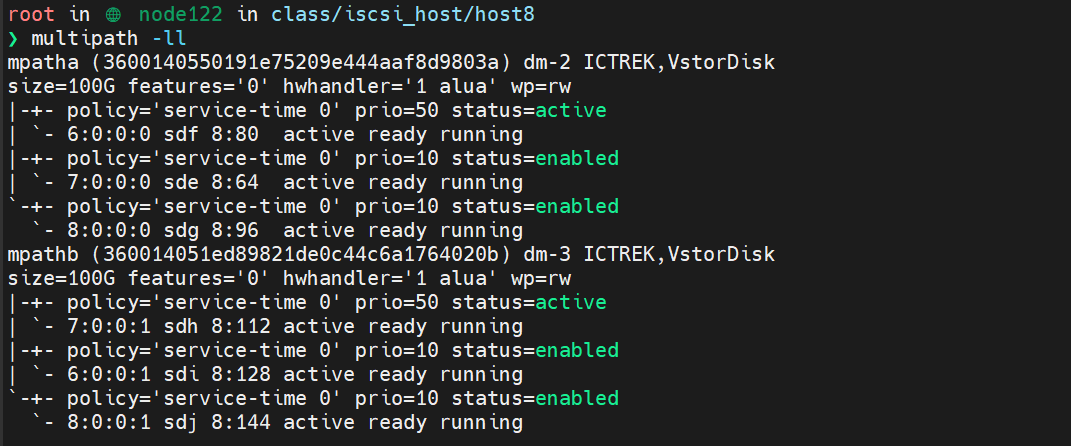 root in 🌐 node122 in class/iscsi_host/host8
❯ multipath -ll
mpatha (3600140550191e75209e444aaf8d9803a) dm-2 ICTREK,VstorDisk
size=100G features='0' hwhandler='1 alua' wp=rw
|-+- policy='service-time 0' prio=50 status=active
| `- 6:0:0:0 sdf 8:80  active ready running
|-+- policy='service-time 0' prio=10 status=enabled
| `- 7:0:0:0 sde 8:64  active ready running
`-+- policy='service-time 0' prio=10 status=enabled
  `- 8:0:0:0 sdg 8:96  active ready running
mpathb (360014051ed89821de0c44c6a1764020b) dm-3 ICTREK,VstorDisk
size=100G features='0' hwhandler='1 alua' wp=rw
|-+- policy='service-time 0' prio=50 status=active
| `- 7:0:0:1 sdh 8:112 active ready running
|-+- policy='service-time 0' prio=10 status=enabled
| `- 6:0:0:1 sdi 8:128 active ready running
`-+- policy='service-time 0' prio=10 status=enabled
  `- 8:0:0:1 sdj 8:144 active ready running